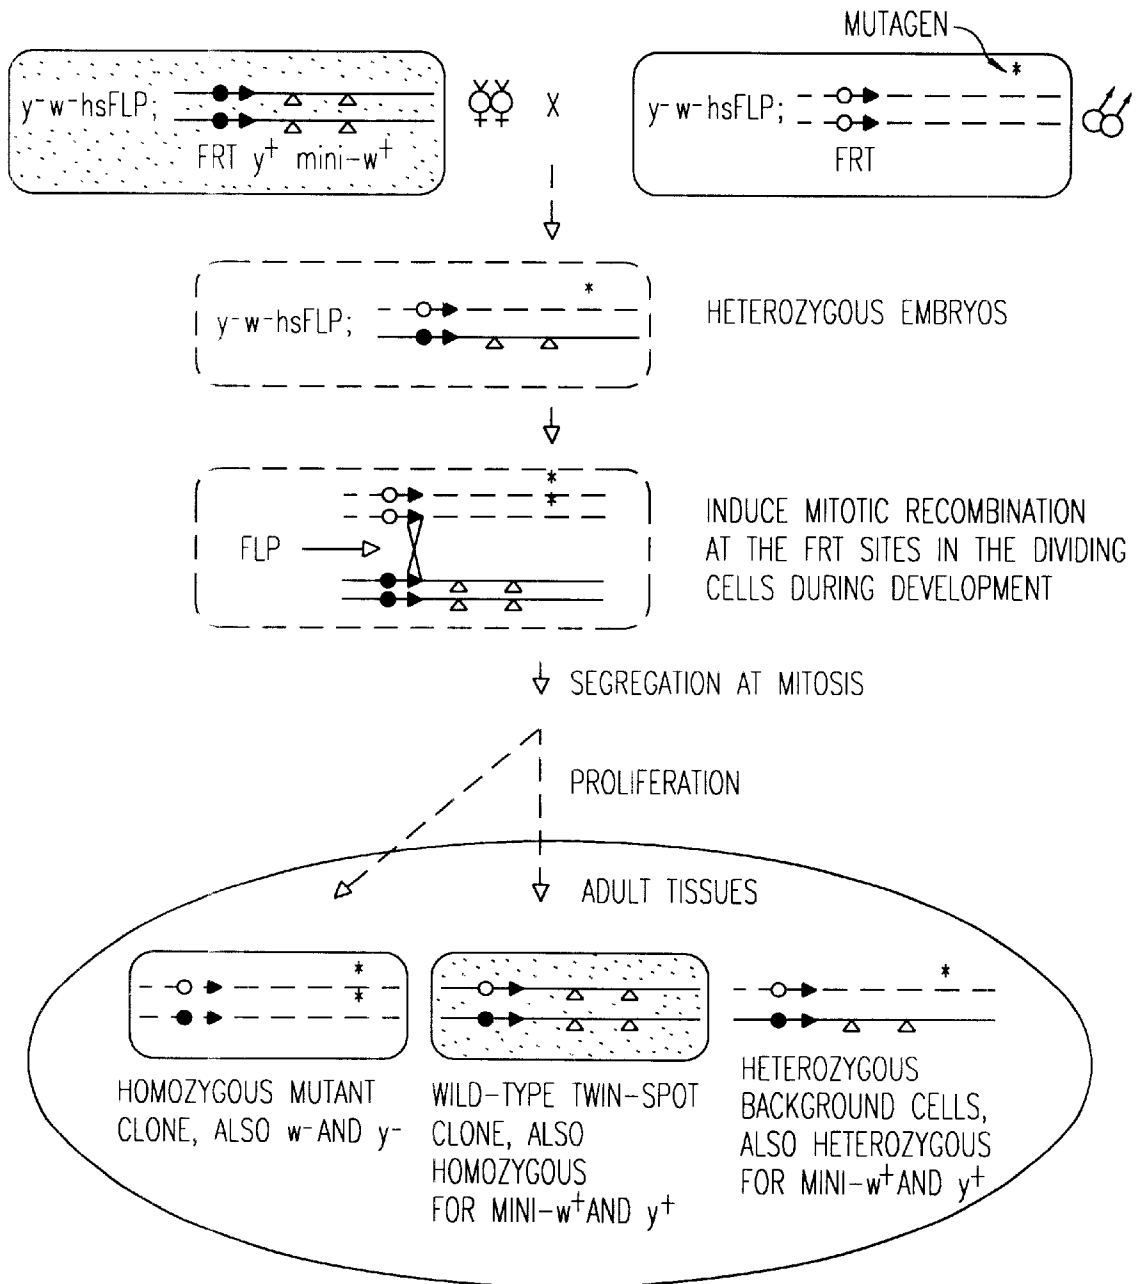 MUTAGEN
*
y⁻w⁻hsFLP;
FRT y⁺ mini-w⁺
X
y⁻w⁻hsFLP;
FRT
*
y⁻w⁻hsFLP;
HETEROZYGOUS EMBRYOS
*
*
FLP
INDUCE MITOTIC RECOMBINATION
AT THE FRT SITES IN THE DIVIDING
CELLS DURING DEVELOPMENT
SEGREGATION AT MITOSIS
PROLIFERATION
ADULT TISSUES
*
*
HOMOZYGOUS MUTANT
CLONE, ALSO w⁻AND y⁻
WILD-TYPE TWIN-SPOT
CLONE, ALSO
HOMOZYGOUS
FOR MINI-w⁺AND y⁺
*
HETEROZYGOUS
BACKGROUND CELLS,
ALSO HETEROZYGOUS
FOR MINI-w⁺AND y⁺